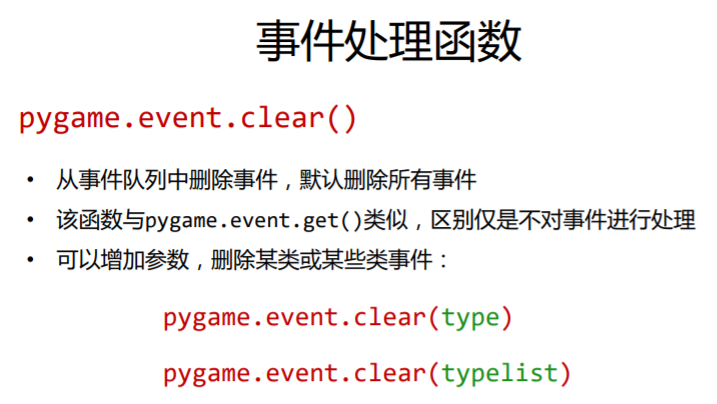 事件处理函数
pygame.event.clear()
• 从事件队列中删除事件，默认删除所有事件
• 该函数与pygame.event.get()类似，区别仅是不对事件进行处理
• 可以增加参数，删除某类或某些类事件：
pygame.event.clear(type)
pygame.event.clear(typelist)